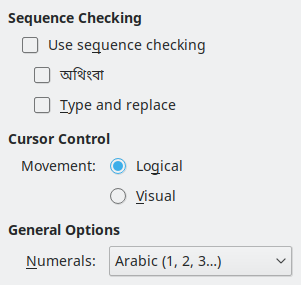 Sequence Checking
Use sequence checking
অথিংবা
Type and replace
Cursor Control
Movement:
Logical
Visual
General Options
Numerals: Arabic (1, 2, 3...)